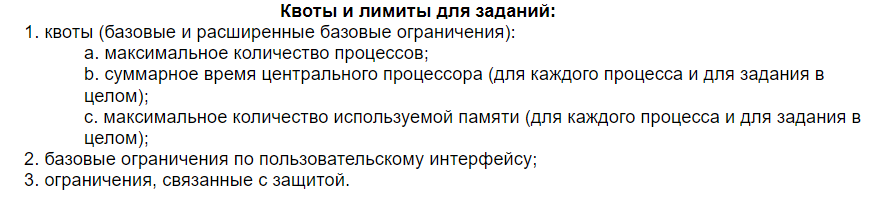 Квоты и лимиты для заданий:
1. квоты (базовые и расширенные базовые ограничения):
a. максимальное количество процессов;
b. суммарное время центрального процессора (для каждого процесса и для задания в
целом);
c. максимальное количество используемой памяти (для каждого процесса и для задания в
целом);
2. базовые ограничения по пользовательскому интерфейсу;
3. ограничения, связанные с защитой.